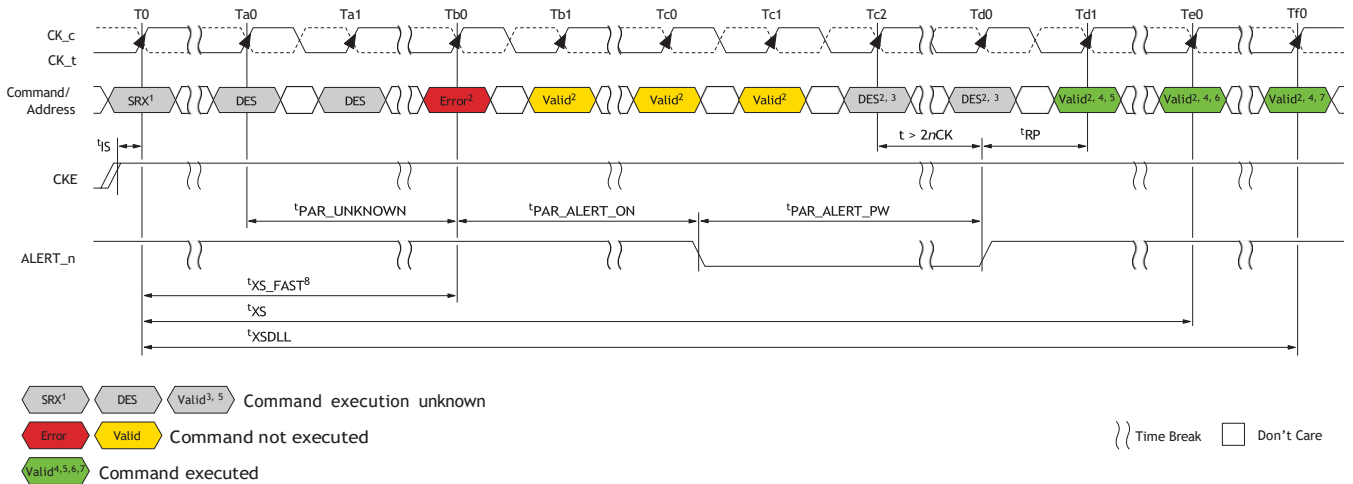 T0 Ta0 Ta1 Tb0 Tb1 Tc0 Tc1 Tc2 Td0 Td1 Te0 Tf0
CK_c
CK_t
Command/
Address
SRX¹ DES DES Error² Valid² Valid² Valid² DES²,³ DES²,³ Valid²,⁴,⁵ Valid²,⁴,⁶ Valid²,⁴,⁷
tIS
t > 2nCK
tRP
CKE
tPAR_UNKNOWN tPAR_ALERT_ON tPAR_ALERT_PW
ALERT_n
tXS_FAST⁸
tXS
tXSDLL
SRX¹ DES Valid³,⁵ Command execution unknown
Error Valid Command not executed
Time Break Don't Care
Valid⁴,⁵,⁶,⁷ Command executed